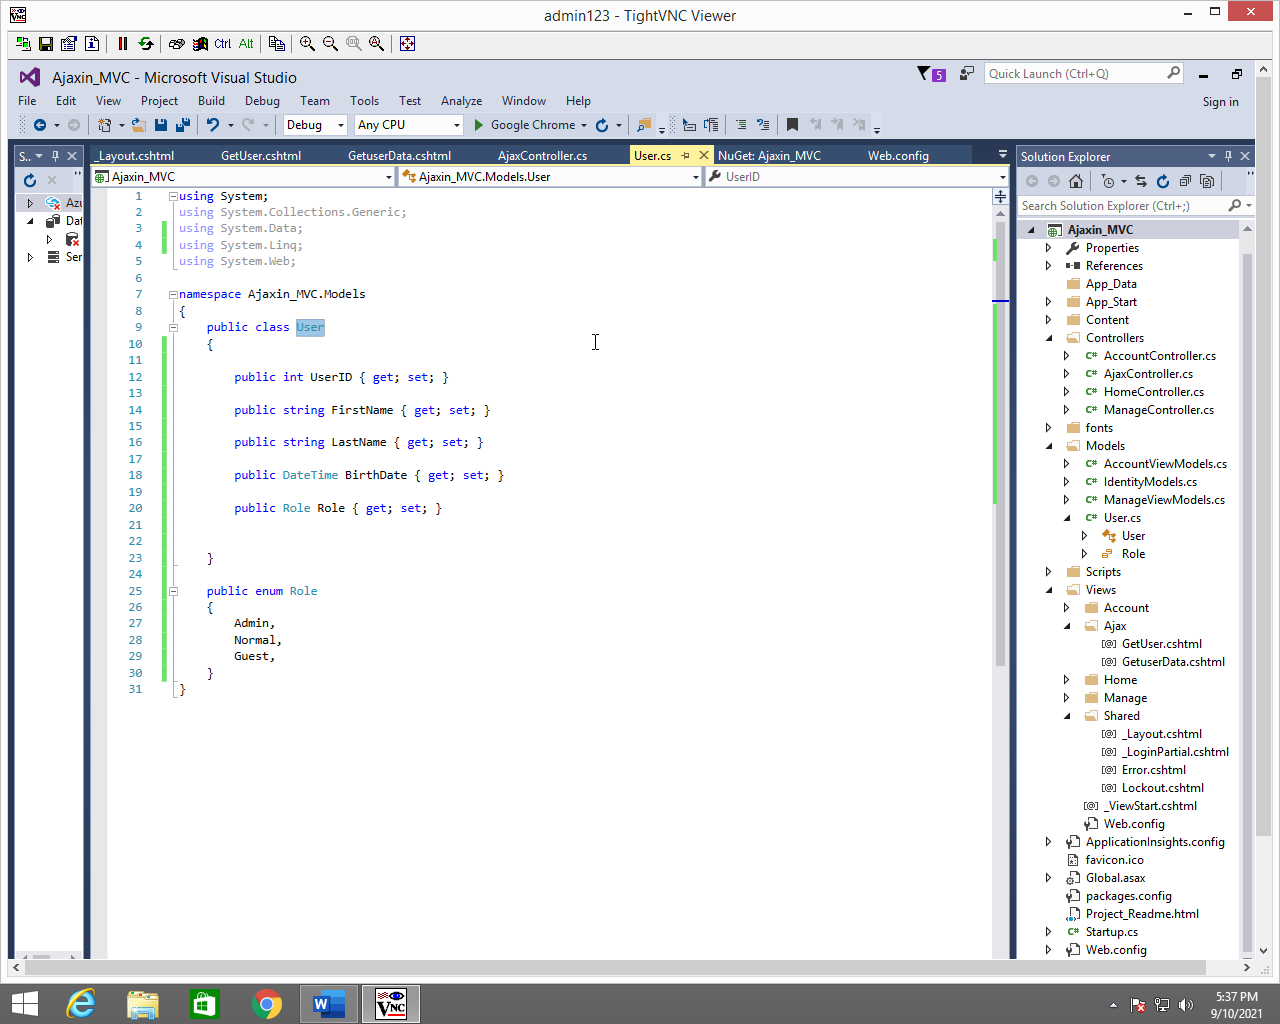 admin123 - TightVNC Viewer
Ctrl Alt
Ajaxin_MVC - Microsoft Visual Studio
5
Quick Launch (Ctrl+Q)
File Edit View Project Build Debug Team Tools Test Analyze Window Help
Sign in
Debug Any CPU Google Chrome
S..
_Layout.cshtml GetUser.cshtml GetuserData.cshtml AjaxController.cs User.cs NuGet: Ajaxin_MVC Web.config
Ajaxin_MVC Ajaxin_MVC.Models.User UserID
Azu
Dat
Ser
1 using System;
2 using System.Collections.Generic;
3 using System.Data;
4 using System.Linq;
5 using System.Web;
6
7 namespace Ajaxin_MVC.Models
8 {
9 public class User
10 {
11
12 public int UserID { get; set; }
13
14 public string FirstName { get; set; }
15
16 public string LastName { get; set; }
17
18 public DateTime BirthDate { get; set; }
19
20 public Role Role { get; set; }
21
22
23 }
24
25 public enum Role
26 {
27 Admin,
28 Normal,
29 Guest,
30 }
31 }
Solution Explorer
Search Solution Explorer (Ctrl+;)
Ajaxin_MVC
Properties
References
App_Data
App_Start
Content
Controllers
C# AccountController.cs
C# AjaxController.cs
C# HomeController.cs
C# ManageController.cs
fonts
Models
C# AccountViewModels.cs
C# IdentityModels.cs
C# ManageViewModels.cs
C# User.cs
User
Role
Scripts
Views
Account
Ajax
[@] GetUser.cshtml
[@] GetuserData.cshtml
Home
Manage
Shared
[@] _Layout.cshtml
[@] _LoginPartial.cshtml
[@] Error.cshtml
[@] Lockout.cshtml
[@] _ViewStart.cshtml
Web.config
ApplicationInsights.config
favicon.ico
Global.asax
packages.config
Project_Readme.html
C# Startup.cs
Web.config
5:37 PM
9/10/2021